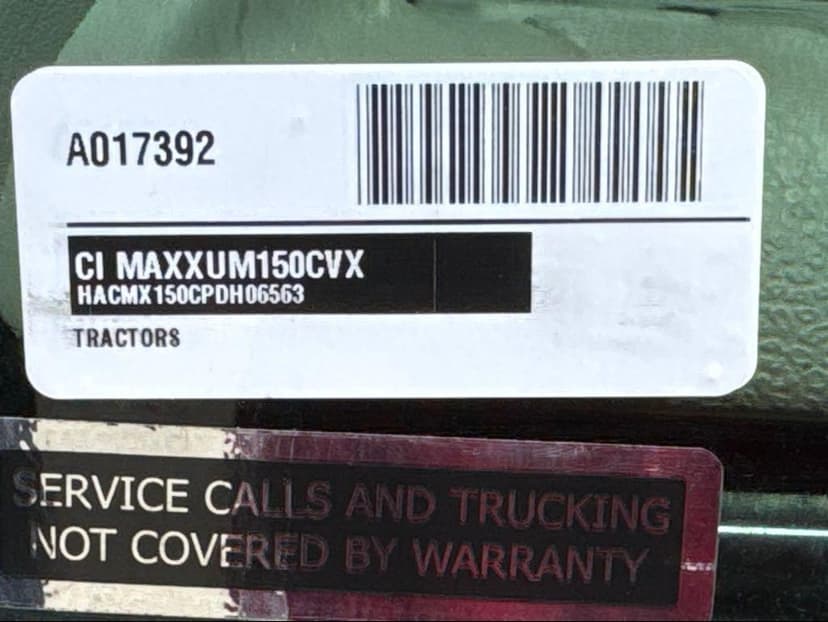 A017392
CI MAXXUM150CVX
HACMX150CPDH06563
TRACTORS
SERVICE CALLS AND TRUCKING
NOT COVERED BY WARRANTY